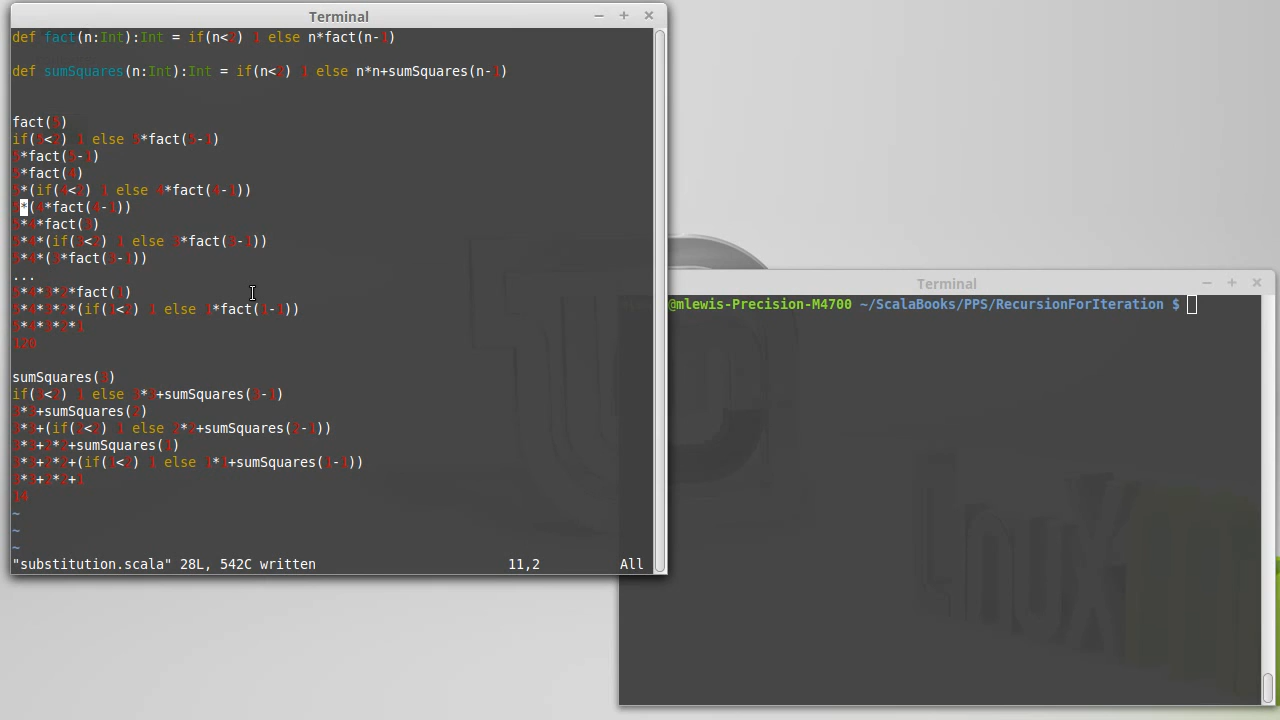 Terminal
def fact(n:Int):Int = if(n<2) 1 else n*fact(n-1)
def sumSquares(n:Int):Int = if(n<2) 1 else n*n+sumSquares(n-1)
fact(5)
if(5<2) 1 else 5*fact(5-1)
5*fact(5-1)
5*fact(4)
5*(if(4<2) 1 else 4*fact(4-1))
5*(4*fact(4-1))
5*4*fact(3)
5*4*(if(3<2) 1 else 3*fact(3-1))
5*4*(3*fact(3-1))
...
5*4*3*2*fact(1)
5*4*3*2*(if(1<2) 1 else 1*fact(1-1))
5*4*3*2*1
120
sumSquares(3)
if(3<2) 1 else 3*3+sumSquares(3-1)
3*3+sumSquares(2)
3*3+(if(2<2) 1 else 2*2+sumSquares(2-1))
3*3+2*2+sumSquares(1)
3*3+2*2+(if(1<2) 1 else 1*1+sumSquares(1-1))
3*3+2*2+1
14
~
~
~
"substitution.scala" 28L, 542C written 11,2 All
Terminal
@mlewis-Precision-M4700 ~/ScalaBooks/PPS/RecursionForIteration $